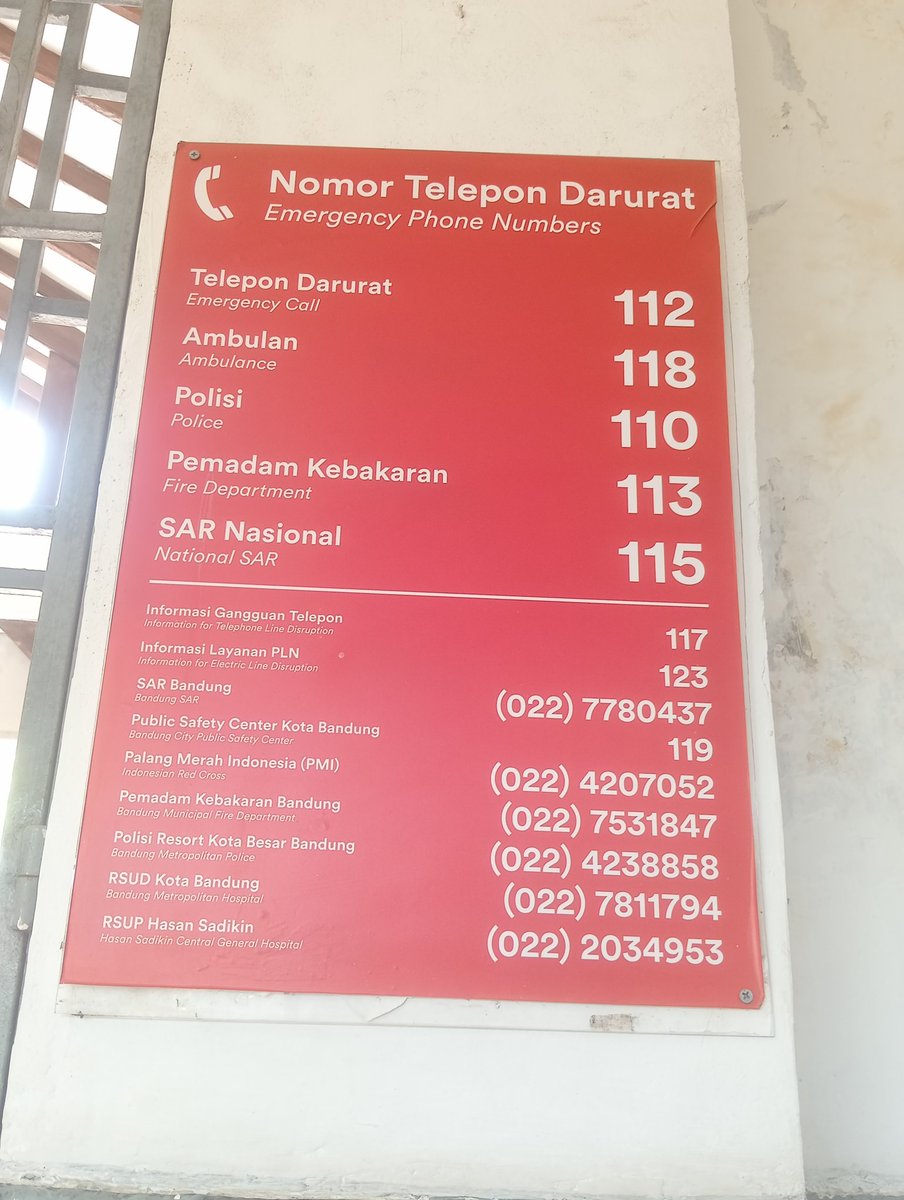 Nomor Telepon Darurat
Emergency Phone Numbers
Telepon Darurat
Emergency Call
112
Ambulan
Ambulance
118
Polisi
Police
110
Pemadam Kebakaran
Fire Department
113
SAR Nasional
National SAR
115
Informasi Gangguan Telepon
Information for Telephone Line Disruption
117
Informasi Layanan PLN
Information for Electric Line Disruption
123
SAR Bandung
Bandung SAR
(022) 7780437
Public Safety Center Kota Bandung
Bandung City Public Safety Center
119
Palang Merah Indonesia (PMI)
Indonesian Red Cross
(022) 4207052
Pemadam Kebakaran Bandung
Bandung Municipal Fire Department
(022) 7531847
Polisi Resort Kota Besar Bandung
Bandung Metropolitan Police
(022) 4238858
RSUD Kota Bandung
Bandung Metropolitan Hospital
(022) 7811794
RSUP Hasan Sadikin
Hasan Sadikin Central General Hospital
(022) 2034953